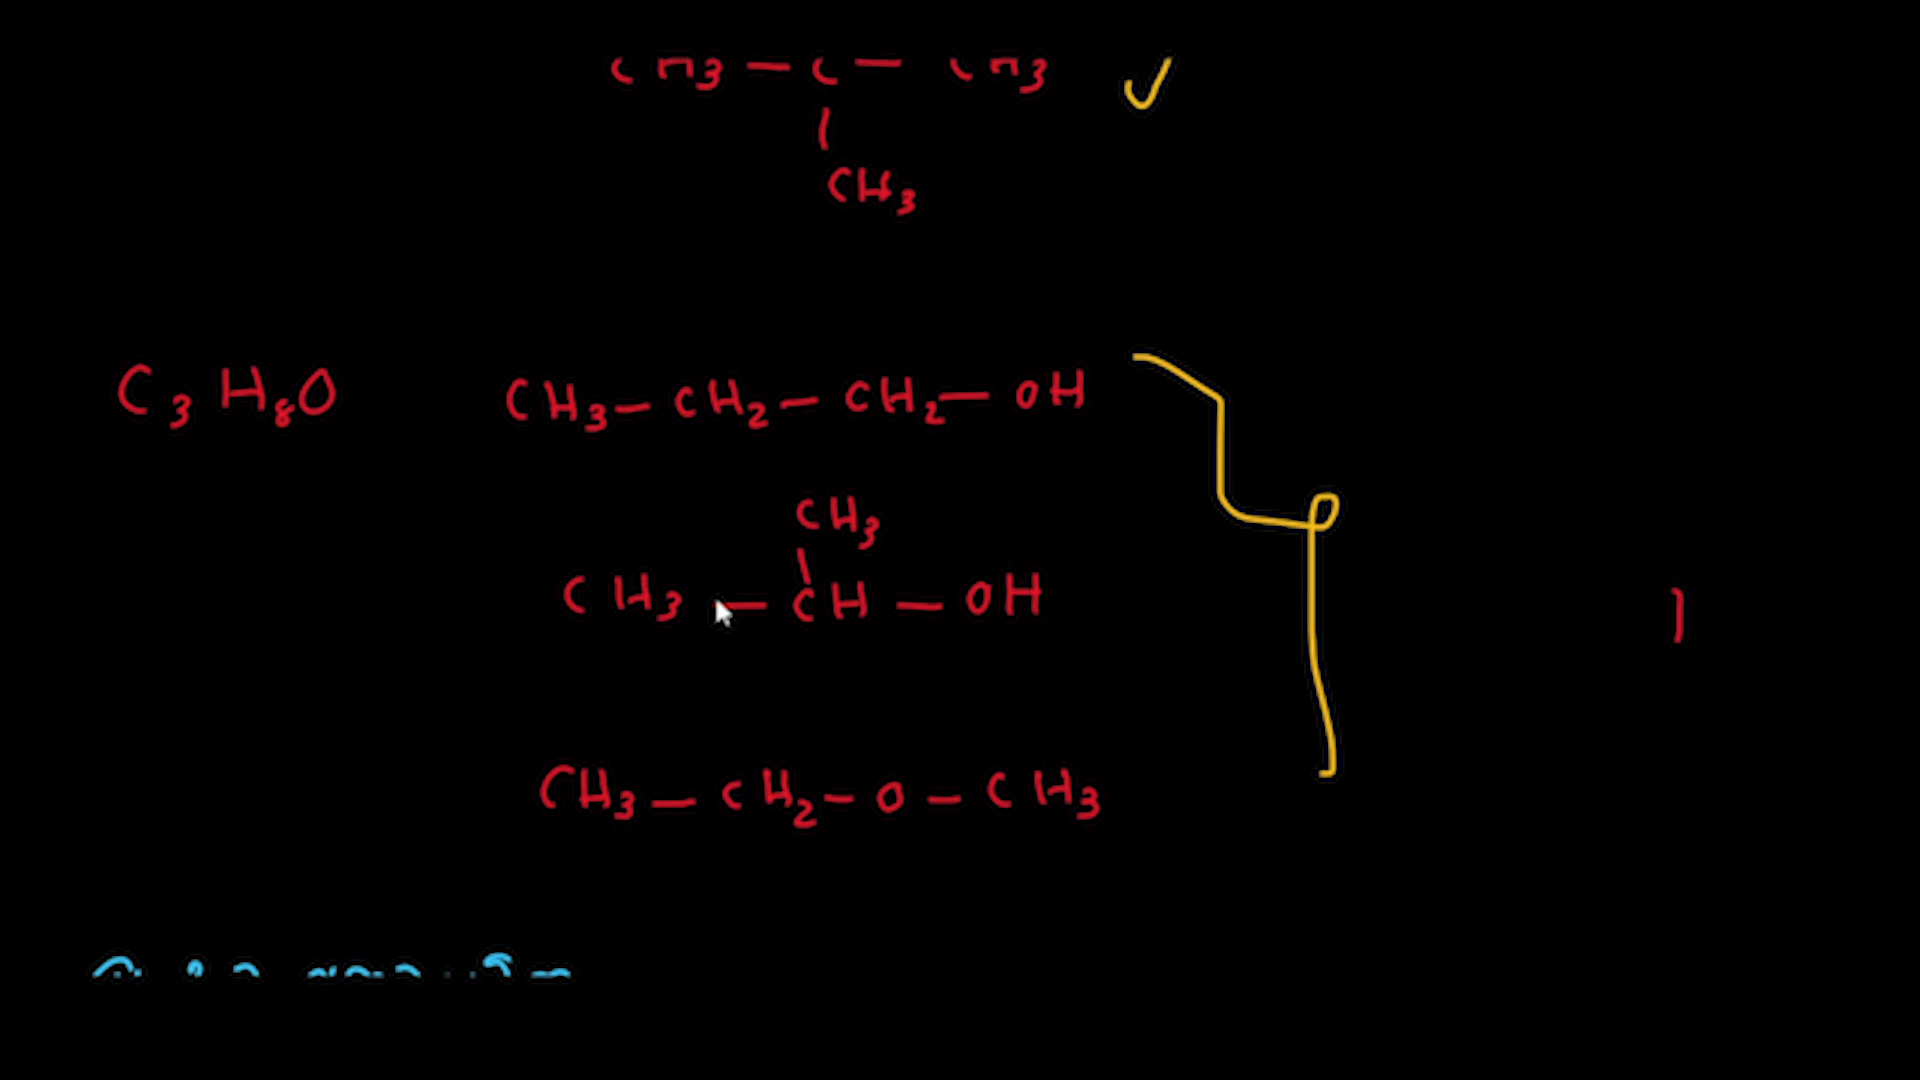 CH3 — C — CH3
|
CH3
C3H8O CH3 — CH2 — CH2 — OH
CH3
|
CH3 — CH — OH
CH3 — CH2 — O — CH3